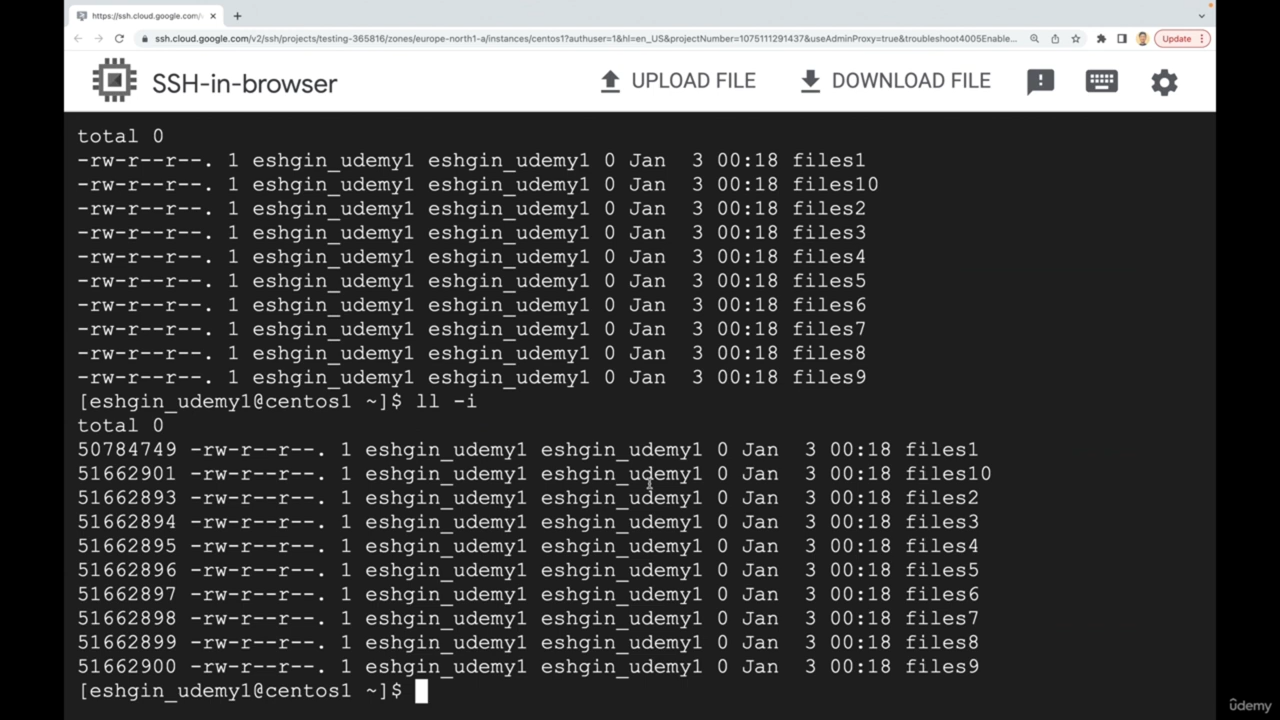 https://ssh.cloud.google.com/v
ssh.cloud.google.com/v2/ssh/projects/testing-365816/zones/europe-north1-a/instances/centos1?authuser=1&hl=en_US&projectNumber=1075111291437&useAdminProxy=true&troubleshoot4005Enable...
Update
SSH-in-browser
UPLOAD FILE
DOWNLOAD FILE
total 0
-rw-r--r--. 1 eshgin_udemy1 eshgin_udemy1 0 Jan  3 00:18 files1
-rw-r--r--. 1 eshgin_udemy1 eshgin_udemy1 0 Jan  3 00:18 files10
-rw-r--r--. 1 eshgin_udemy1 eshgin_udemy1 0 Jan  3 00:18 files2
-rw-r--r--. 1 eshgin_udemy1 eshgin_udemy1 0 Jan  3 00:18 files3
-rw-r--r--. 1 eshgin_udemy1 eshgin_udemy1 0 Jan  3 00:18 files4
-rw-r--r--. 1 eshgin_udemy1 eshgin_udemy1 0 Jan  3 00:18 files5
-rw-r--r--. 1 eshgin_udemy1 eshgin_udemy1 0 Jan  3 00:18 files6
-rw-r--r--. 1 eshgin_udemy1 eshgin_udemy1 0 Jan  3 00:18 files7
-rw-r--r--. 1 eshgin_udemy1 eshgin_udemy1 0 Jan  3 00:18 files8
-rw-r--r--. 1 eshgin_udemy1 eshgin_udemy1 0 Jan  3 00:18 files9
[eshgin_udemy1@centos1 ~]$ ll -i
total 0
50784749 -rw-r--r--. 1 eshgin_udemy1 eshgin_udemy1 0 Jan  3 00:18 files1
51662901 -rw-r--r--. 1 eshgin_udemy1 eshgin_udemy1 0 Jan  3 00:18 files10
51662893 -rw-r--r--. 1 eshgin_udemy1 eshgin_udemy1 0 Jan  3 00:18 files2
51662894 -rw-r--r--. 1 eshgin_udemy1 eshgin_udemy1 0 Jan  3 00:18 files3
51662895 -rw-r--r--. 1 eshgin_udemy1 eshgin_udemy1 0 Jan  3 00:18 files4
51662896 -rw-r--r--. 1 eshgin_udemy1 eshgin_udemy1 0 Jan  3 00:18 files5
51662897 -rw-r--r--. 1 eshgin_udemy1 eshgin_udemy1 0 Jan  3 00:18 files6
51662898 -rw-r--r--. 1 eshgin_udemy1 eshgin_udemy1 0 Jan  3 00:18 files7
51662899 -rw-r--r--. 1 eshgin_udemy1 eshgin_udemy1 0 Jan  3 00:18 files8
51662900 -rw-r--r--. 1 eshgin_udemy1 eshgin_udemy1 0 Jan  3 00:18 files9
[eshgin_udemy1@centos1 ~]$
ûdemy